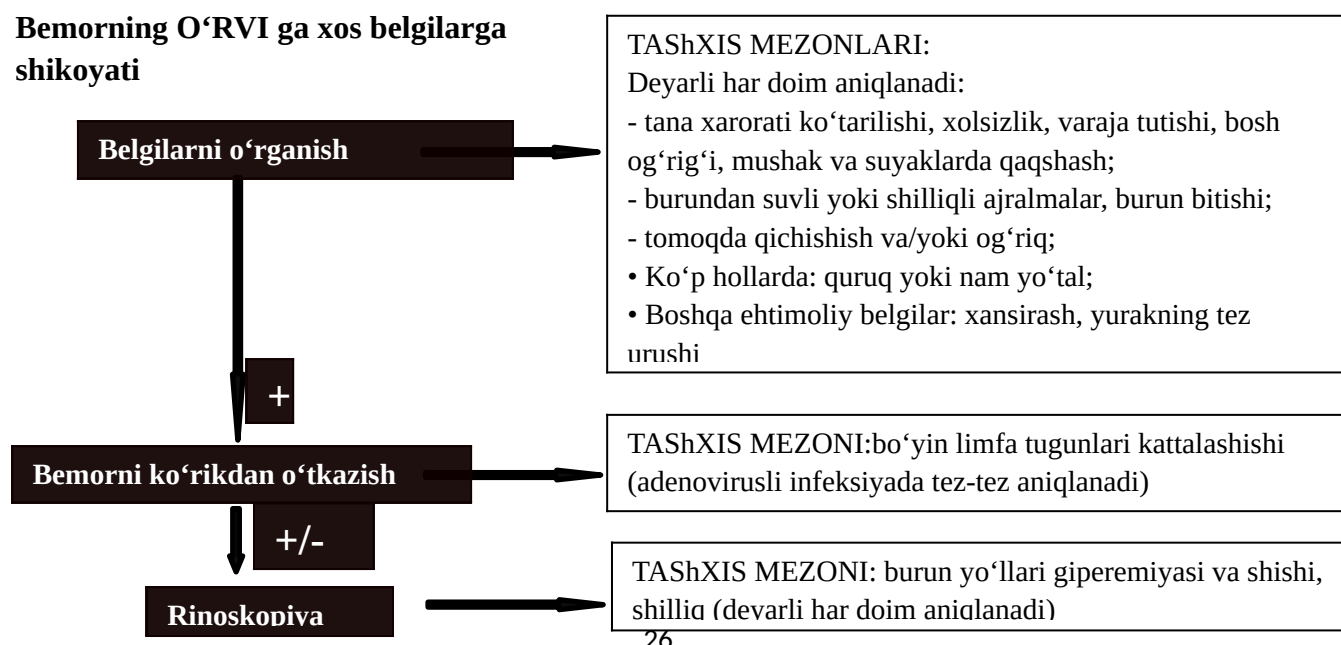 Bemorning O‘RVI ga xos belgilarga
shikoyati
TAShXIS MEZONLARI:
Deyarli har doim aniqlanadi:
- tana xarorati ko‘tarilishi, xolsizlik, varaja tutishi, bosh
og‘rig‘i, mushak va suyaklarda qaqshash;
- burundan suvli yoki shilliqli ajralmalar, burun bitishi;
- tomoqda qichishish va/yoki og‘riq;
• Ko‘p hollarda: quruq yoki nam yo‘tal;
• Boshqa ehtimoliy belgilar: xansirash, yurakning tez
urushi
Belgilarni o‘rganish
+
Bemorni ko‘rikdan o‘tkazish
TAShXIS MEZONI:bo‘yin limfa tugunlari kattalashishi
(adenovirusli infeksiyada tez-tez aniqlanadi)
+/-
Rinoskopiya
TAShXIS MEZONI: burun yo‘llari giperemiyasi va shishi,
shilliq (deyarli har doim aniqlanadi)
26